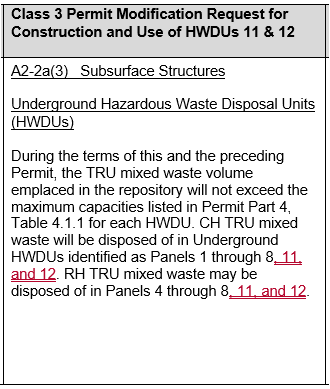 Class 3 Permit Modification Request for
Construction and Use of HWDUs 11 & 12
A2-2a(3) Subsurface Structures
Underground Hazardous Waste Disposal Units
(HWDUs)
During the terms of this and the preceding
Permit, the TRU mixed waste volume
emplaced in the repository will not exceed the
maximum capacities listed in Permit Part 4,
Table 4.1.1 for each HWDU. CH TRU mixed
waste will be disposed of in Underground
HWDUs identified as Panels 1 through 8, 11,
and 12. RH TRU mixed waste may be
disposed of in Panels 4 through 8, 11, and 12.